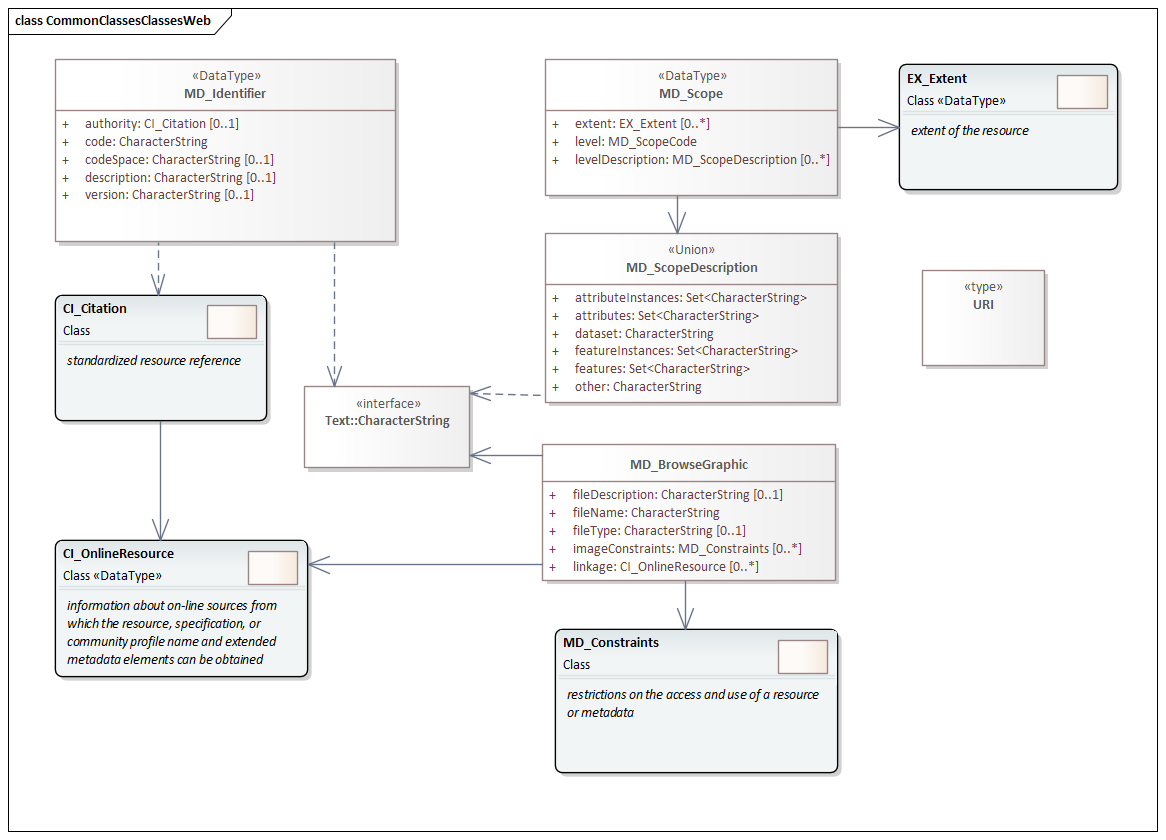 class CommonClassesClassesWeb
«DataType»
MD_Identifier
+ authority: CI_Citation [0..1]
+ code: CharacterString
+ codeSpace: CharacterString [0..1]
+ description: CharacterString [0..1]
+ version: CharacterString [0..1]
«DataType»
MD_Scope
+ extent: EX_Extent [0..*]
+ level: MD_ScopeCode
+ levelDescription: MD_ScopeDescription [0..*]
EX_Extent
Class «DataType»
extent of the resource
«Union»
MD_ScopeDescription
+ attributeInstances: Set<CharacterString>
+ attributes: Set<CharacterString>
+ dataset: CharacterString
+ featureInstances: Set<CharacterString>
+ features: Set<CharacterString>
+ other: CharacterString
«type»
URI
CI_Citation
Class
standardized resource reference
«interface»
Text::CharacterString
MD_BrowseGraphic
+ fileDescription: CharacterString [0..1]
+ fileName: CharacterString
+ fileType: CharacterString [0..1]
+ imageConstraints: MD_Constraints [0..*]
+ linkage: CI_OnlineResource [0..*]
CI_OnlineResource
Class «DataType»
information about on-line sources from
which the resource, specification, or
community profile name and extended
metadata elements can be obtained
MD_Constraints
Class
restrictions on the access and use of a resource
or metadata